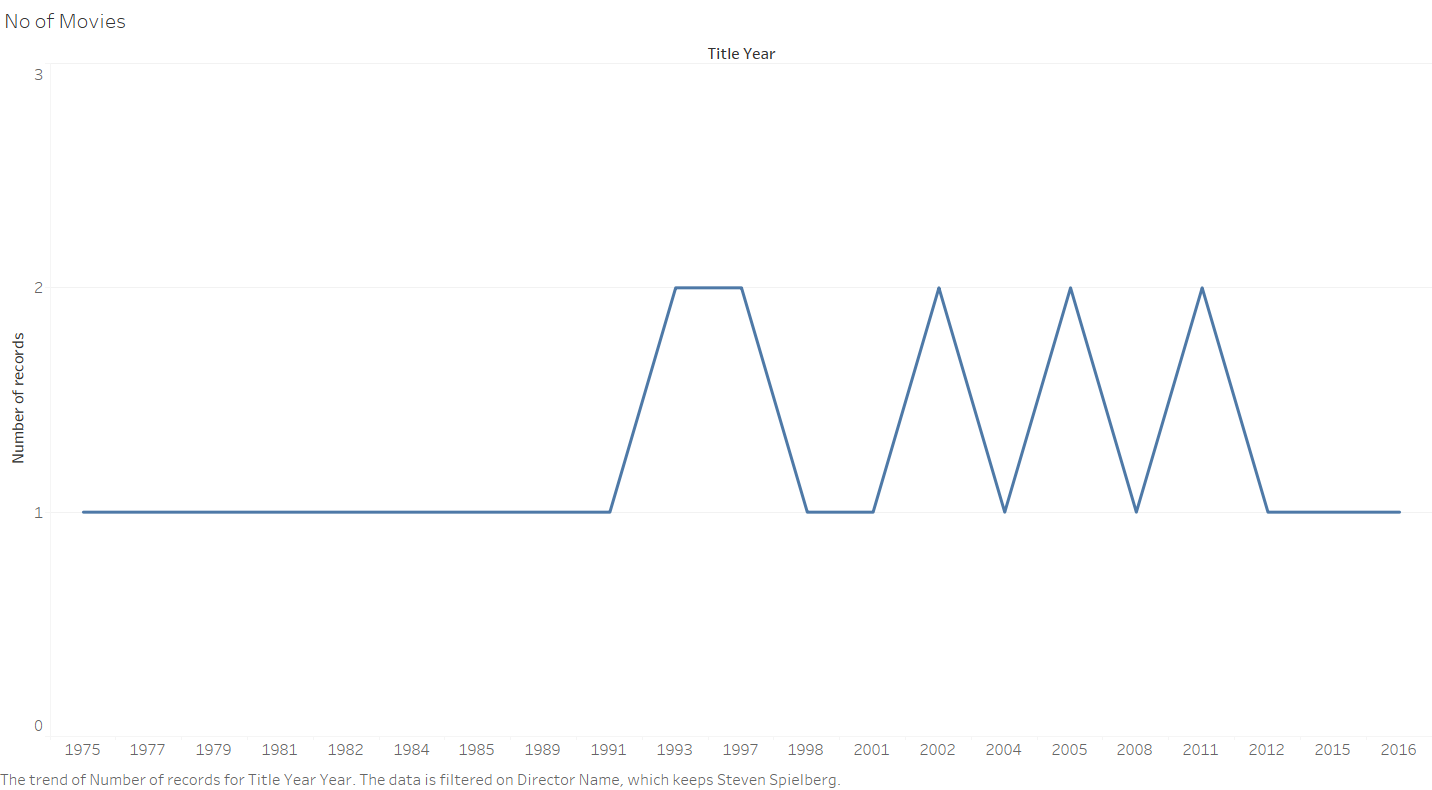 No of Movies
Title Year
3
2
1
0
Number of records
1975 1977 1979 1981 1982 1984 1985 1989 1991 1993 1997 1998 2001 2002 2004 2005 2008 2011 2012 2015 2016
The trend of Number of records for Title Year Year. The data is filtered on Director Name, which keeps Steven Spielberg.